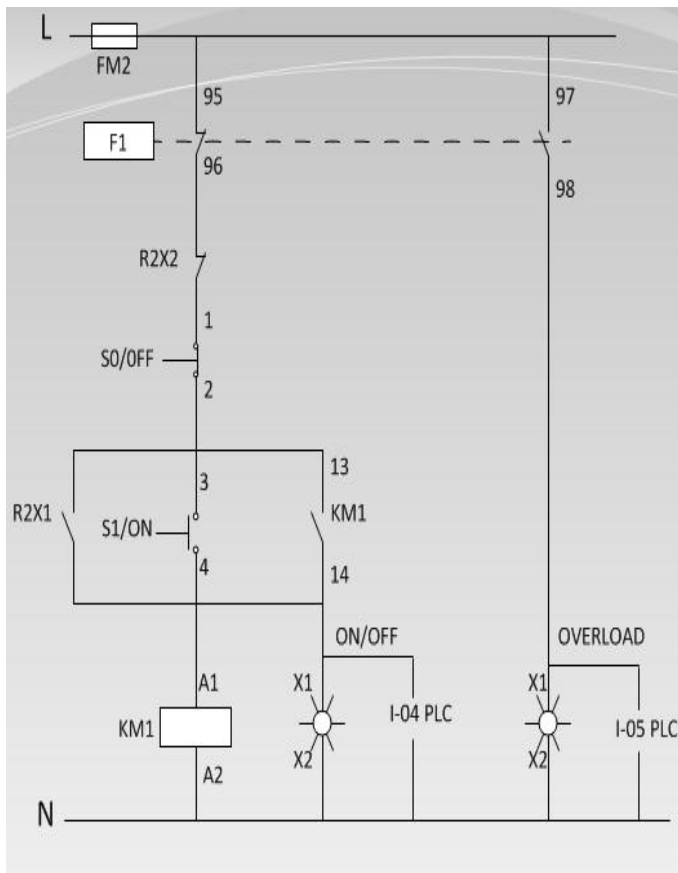 L
FM2
95
97
F1
96
98
R2X2
1
S0/0FF
2
3
13
R2X1
S1/ON
KM1
4
14
ON/OFF
OVERLOAD
A1
X1
X1
KM1
I-04 PLC
I-05 PLC
A2
X2
X2
N